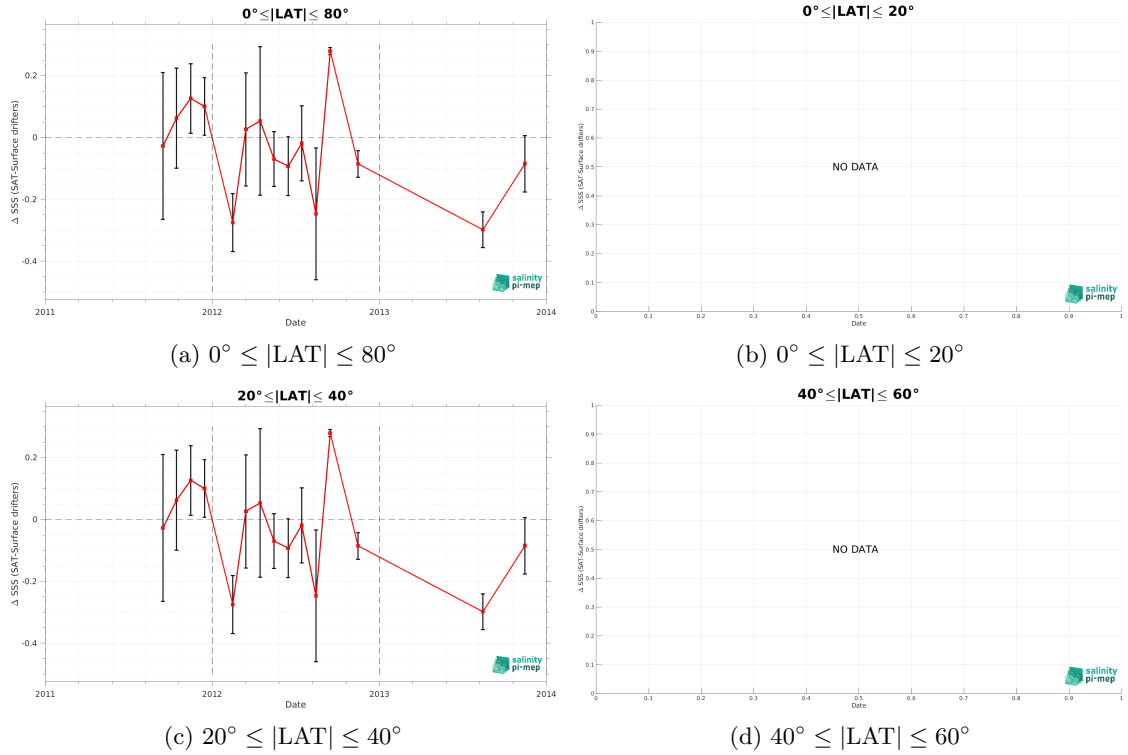 0°≤|LAT|≤ 80°
Δ SSS (SAT-Surface drifters)
0.2
0
-0.2
-0.4
2011
2012
2013
2014
Date
salinity
pi-mep
(a) 0° ≤ |LAT| ≤ 80°
0°≤|LAT|≤ 20°
Δ SSS (SAT-Surface drifters)
1
0.9
0.8
0.7
0.6
0.5
0.4
0.3
0.2
0.1
0
NO DATA
0
0.1
0.2
0.3
0.4
0.5
0.6
0.7
0.8
0.9
1
Date
salinity
pi-mep
(b) 0° ≤ |LAT| ≤ 20°
20°≤|LAT|≤ 40°
Δ SSS (SAT-Surface drifters)
0.2
0
-0.2
-0.4
2011
2012
2013
2014
Date
salinity
pi-mep
(c) 20° ≤ |LAT| ≤ 40°
40°≤|LAT|≤ 60°
Δ SSS (SAT-Surface drifters)
1
0.9
0.8
0.7
0.6
0.5
0.4
0.3
0.2
0.1
0
NO DATA
0
0.1
0.2
0.3
0.4
0.5
0.6
0.7
0.8
0.9
1
Date
salinity
pi-mep
(d) 40° ≤ |LAT| ≤ 60°